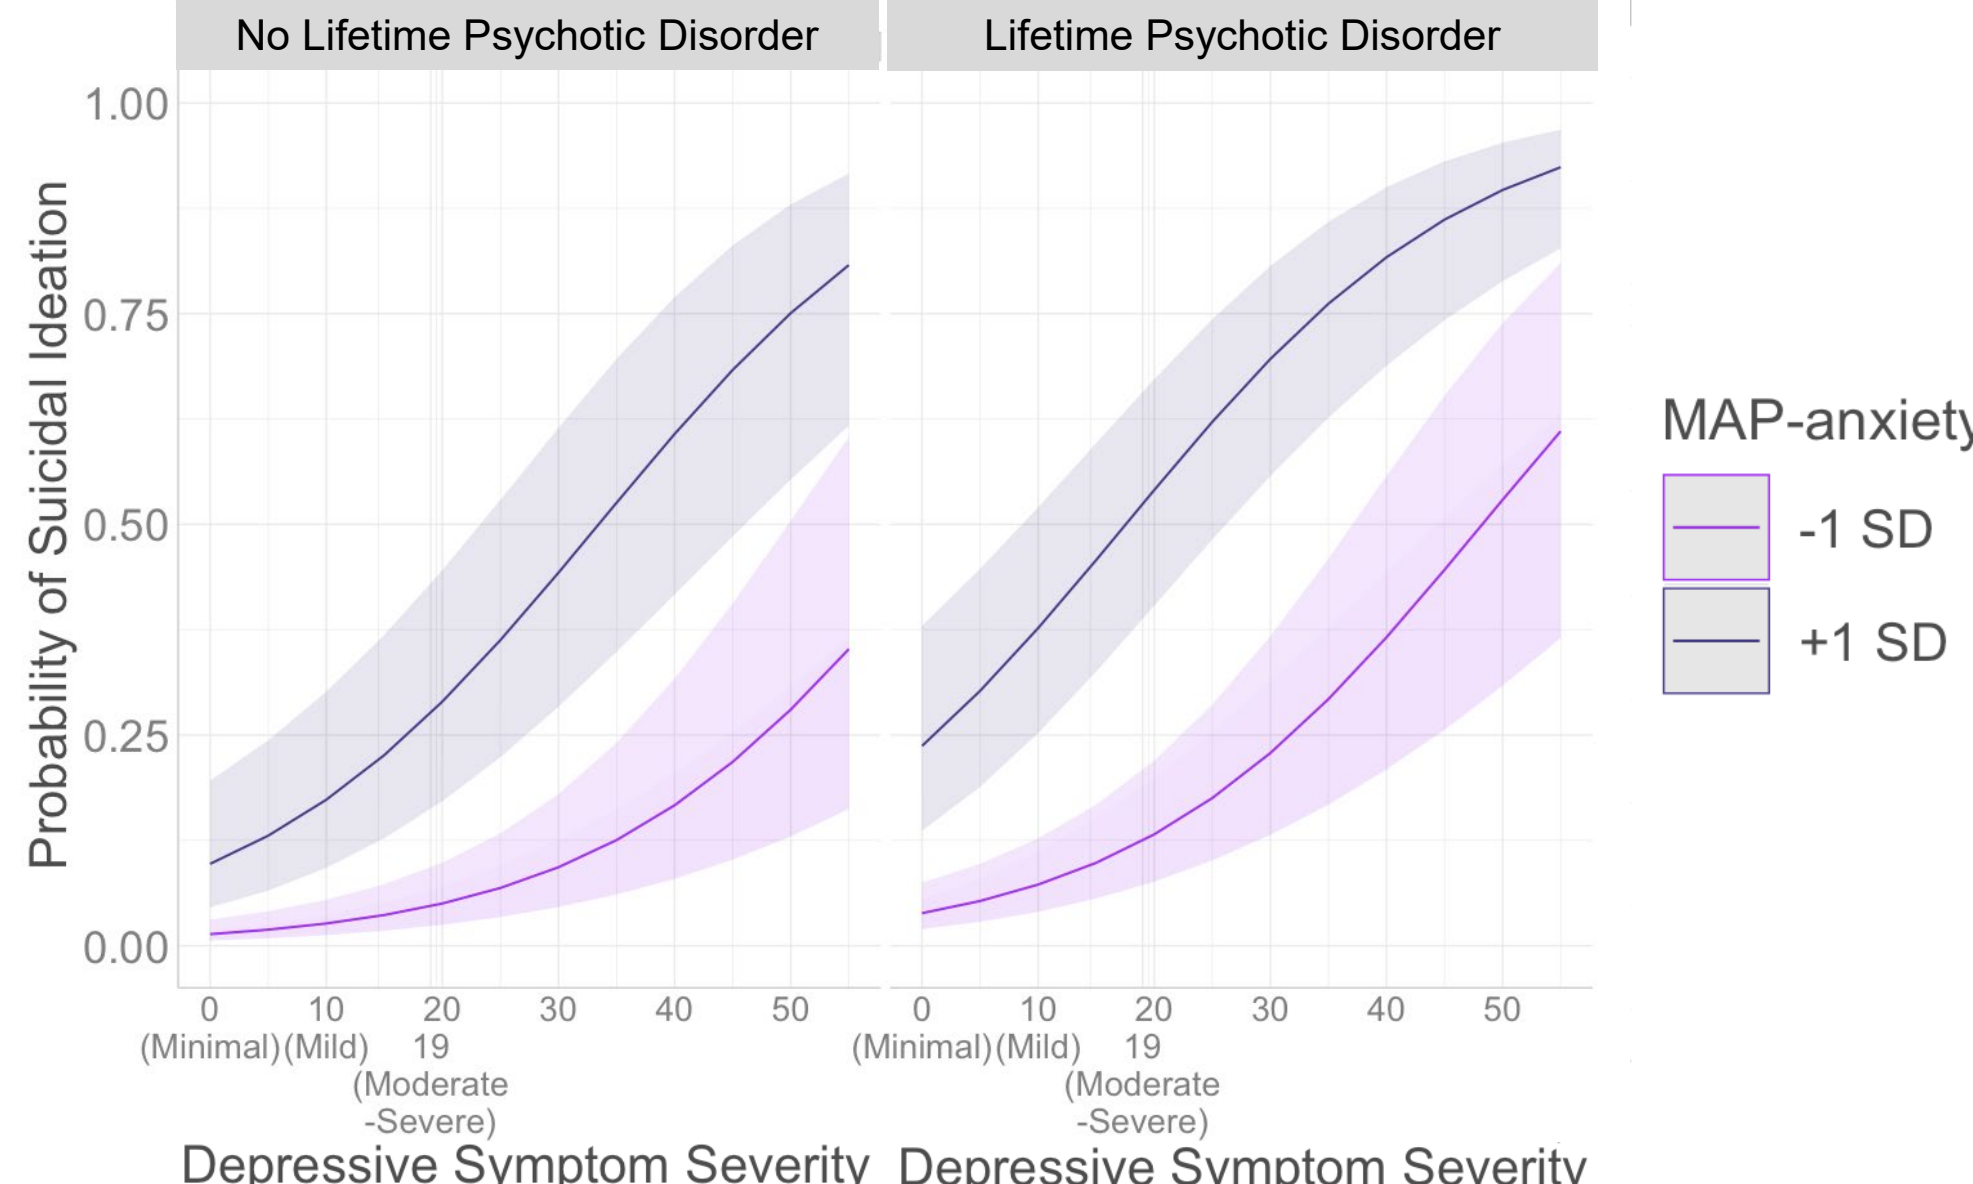 No Lifetime Psychotic Disorder
Lifetime Psychotic Disorder
Probability of Suicidal Ideation
1.00
0.75
0.50
0.25
0.00
0 10 20 30 40 50
(Minimal) (Mild) 19
(Moderate
-Severe)
Depressive Symptom Severity
0 10 20 30 40 50
(Minimal) (Mild) 19
(Moderate
-Severe)
Depressive Symptom Severity
MAP-anxiety
-1 SD
+1 SD